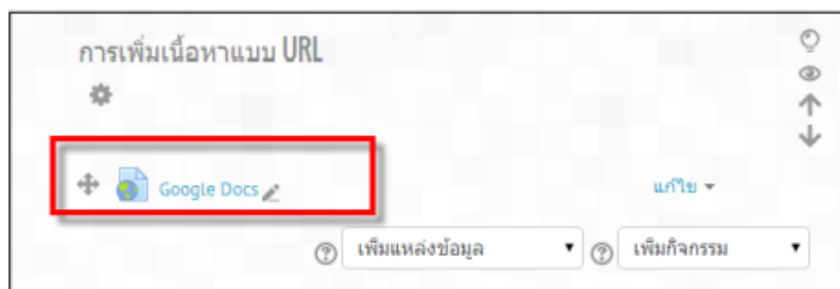 การเพิ่มเนื้อหาแบบ URL
Google Docs แก้ไข
เพิ่มแหล่งข้อมูล เพิ่มกิจกรรม